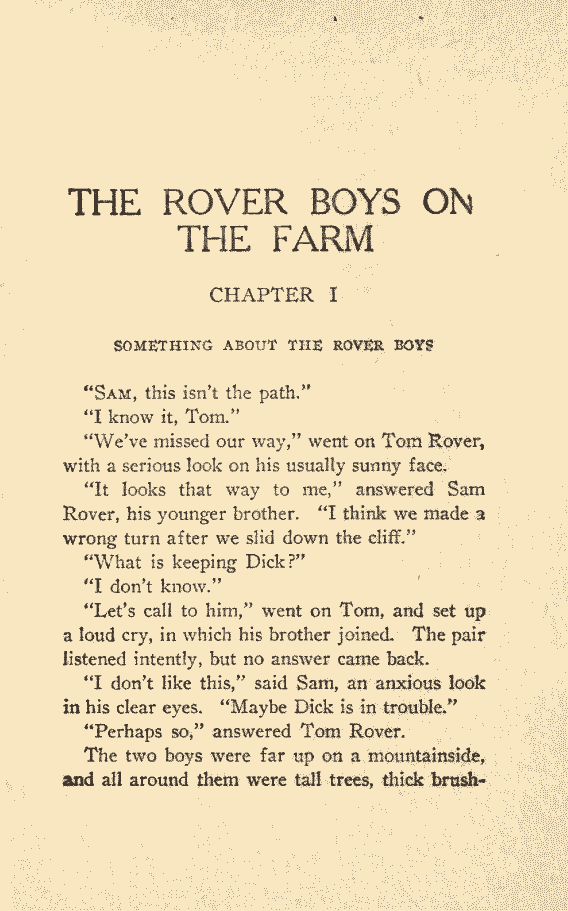 THE ROVER BOYS ON
THE FARM
CHAPTER I
SOMETHING ABOUT THE ROVER BOYS
“SAM, this isn’t the path.”
“I know it, Tom.”
“We’ve missed our way,” went on Tom Rover,
with a serious look on his usually sunny face.
“It looks that way to me,” answered Sam
Rover, his younger brother. “I think we made a
wrong turn after we slid down the cliff.”
“What is keeping Dick?”
“I don’t know.”
“Let’s call to him,” went on Tom, and set up
a loud cry, in which his brother joined. The pair
listened intently, but no answer came back.
“I don’t like this,” said Sam, an anxious look
in his clear eyes. “Maybe Dick is in trouble.”
“Perhaps so,” answered Tom Rover.
The two boys were far up on a mountainside,
and all around them were tall trees, thick brush-